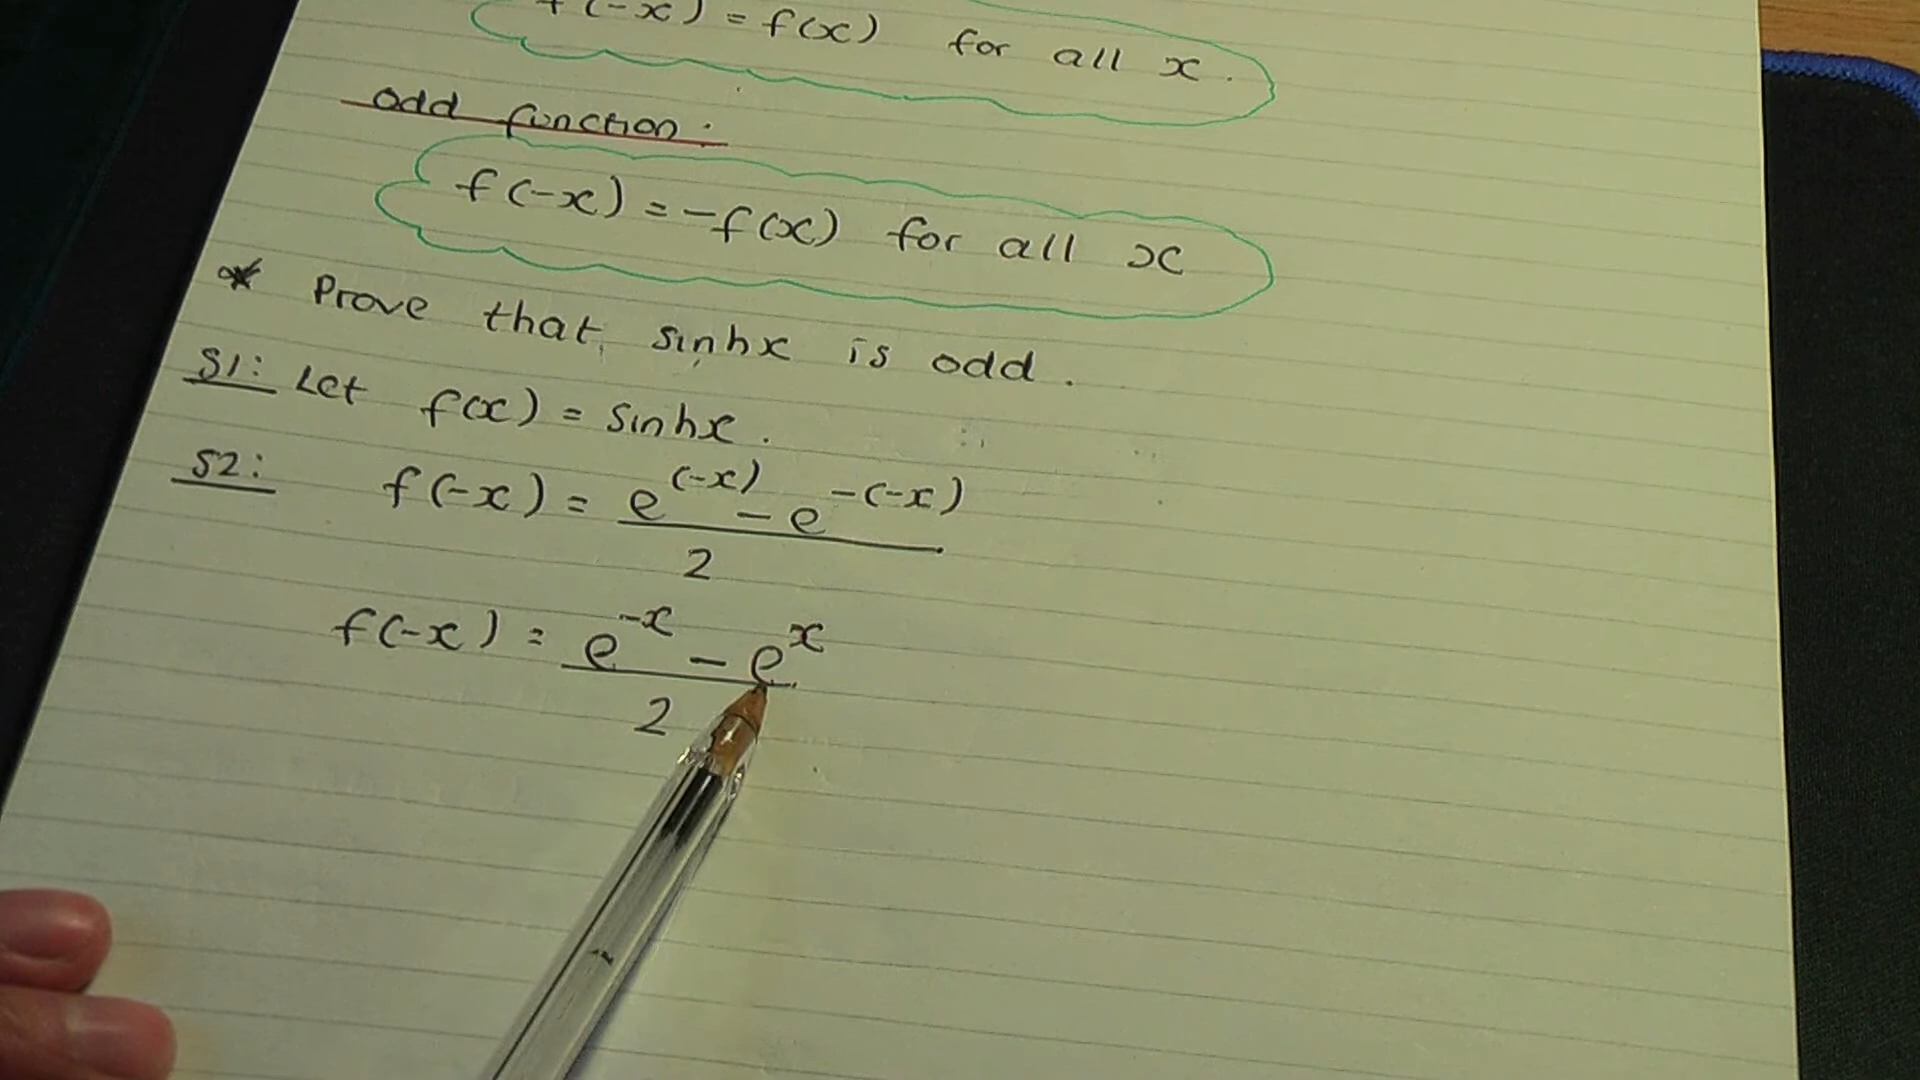 f(-x) = f(x) for all x.
odd function:
f(-x) = -f(x) for all x
* Prove that sinhx is odd.
S1: Let f(x) = sinhx.
S2: f(-x) = e^(-x) - e^-(-x) / 2
f(-x) = e^-x - e^x / 2